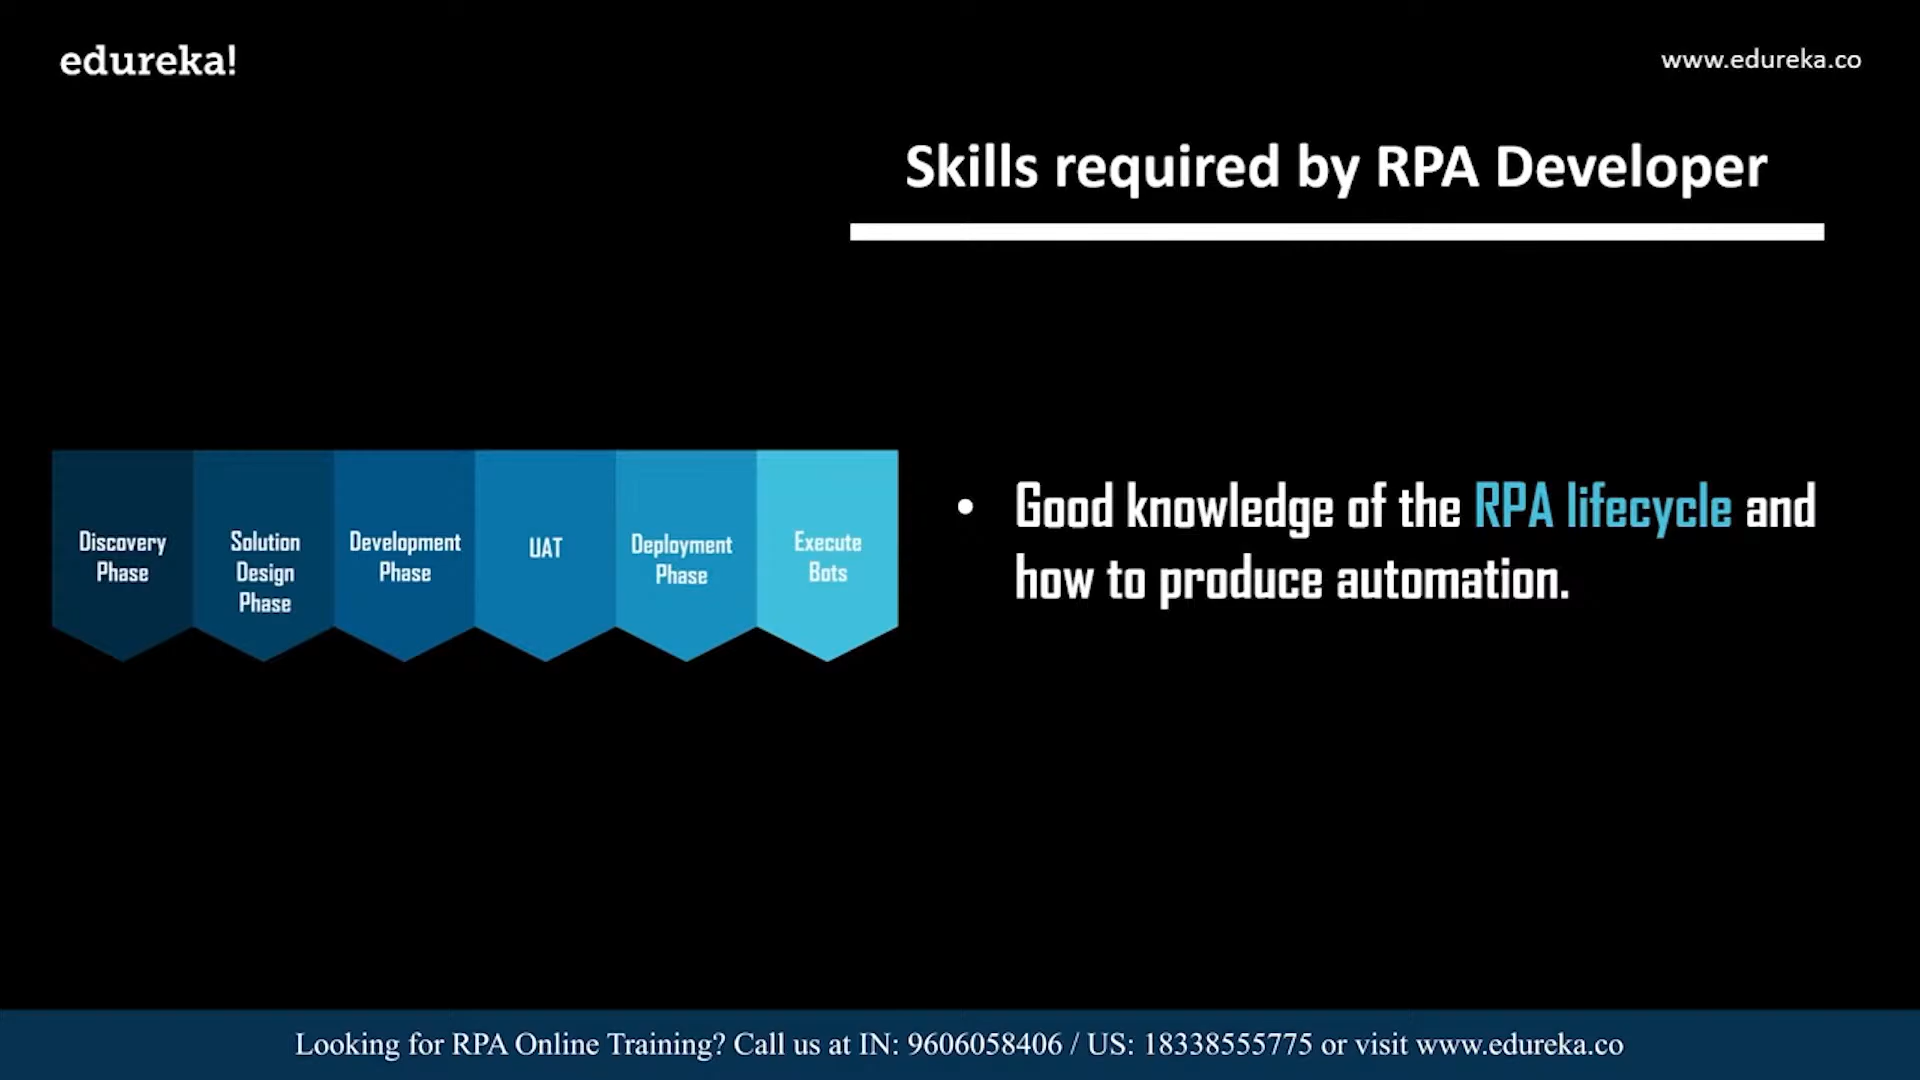 edureka!
www.edureka.co
Skills required by RPA Developer
Discovery
Phase
Solution
Design
Phase
Development
Phase
UAT
Deployment
Phase
Execute
Bots
• Good knowledge of the RPA lifecycle and
how to produce automation.
Looking for RPA Online Training? Call us at IN: 9606058406 / US: 18338555775 or visit www.edureka.co